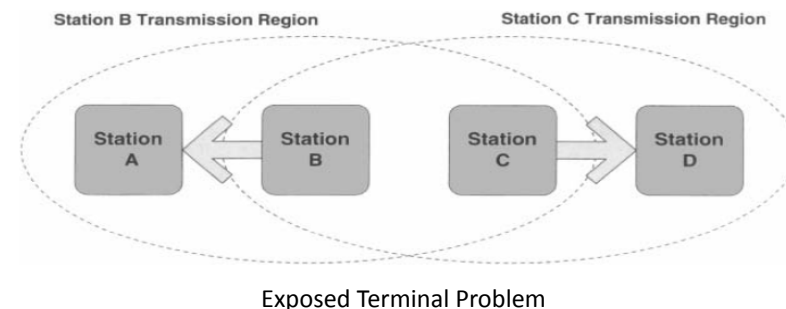 Station B Transmission Region
Station C Transmission Region
Station
A
Station
B
Station
C
Station
D
Exposed Terminal Problem